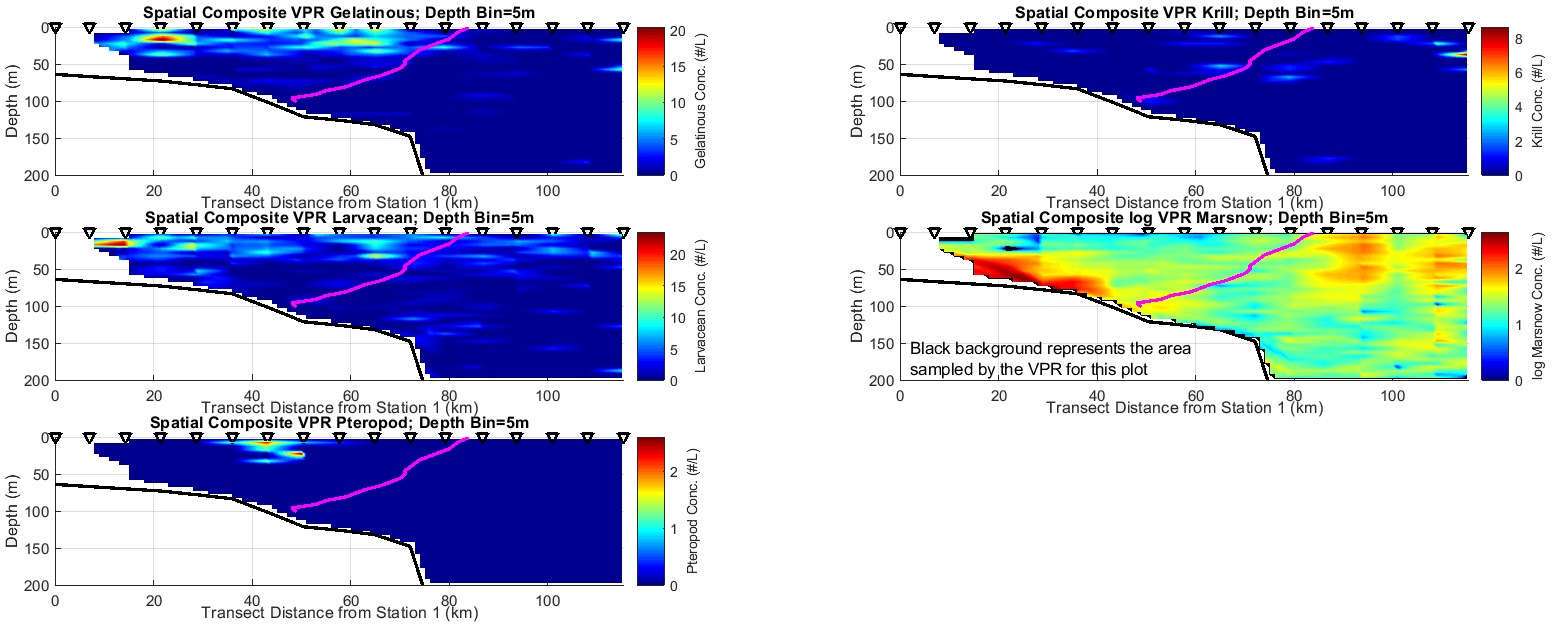 Spatial Composite VPR Gelatinous; Depth Bin=5m
0
50
100
150
200
Depth (m)
0 20 40 60 80 100
Transect Distance from Station 1 (km)
20
15
10
5
0
Gelatinous Conc. (#/L)
Spatial Composite VPR Krill; Depth Bin=5m
0
50
100
150
200
Depth (m)
0 20 40 60 80 100
Transect Distance from Station 1 (km)
8
6
4
2
0
Krill Conc. (#/L)
Spatial Composite VPR Larvacean; Depth Bin=5m
0
50
100
150
200
Depth (m)
0 20 40 60 80 100
Transect Distance from Station 1 (km)
20
15
10
5
0
Larvacean Conc. (#/L)
Spatial Composite log VPR Marsnow; Depth Bin=5m
0
50
100
150
200
Depth (m)
Black background represents the area
sampled by the VPR for this plot
0 20 40 60 80 100
Transect Distance from Station 1 (km)
2
1
0
log Marsnow Conc. (#/L)
Spatial Composite VPR Pteropod; Depth Bin=5m
0
50
100
150
200
Depth (m)
0 20 40 60 80 100
Transect Distance from Station 1 (km)
2
1
0
Pteropod Conc. (#/L)